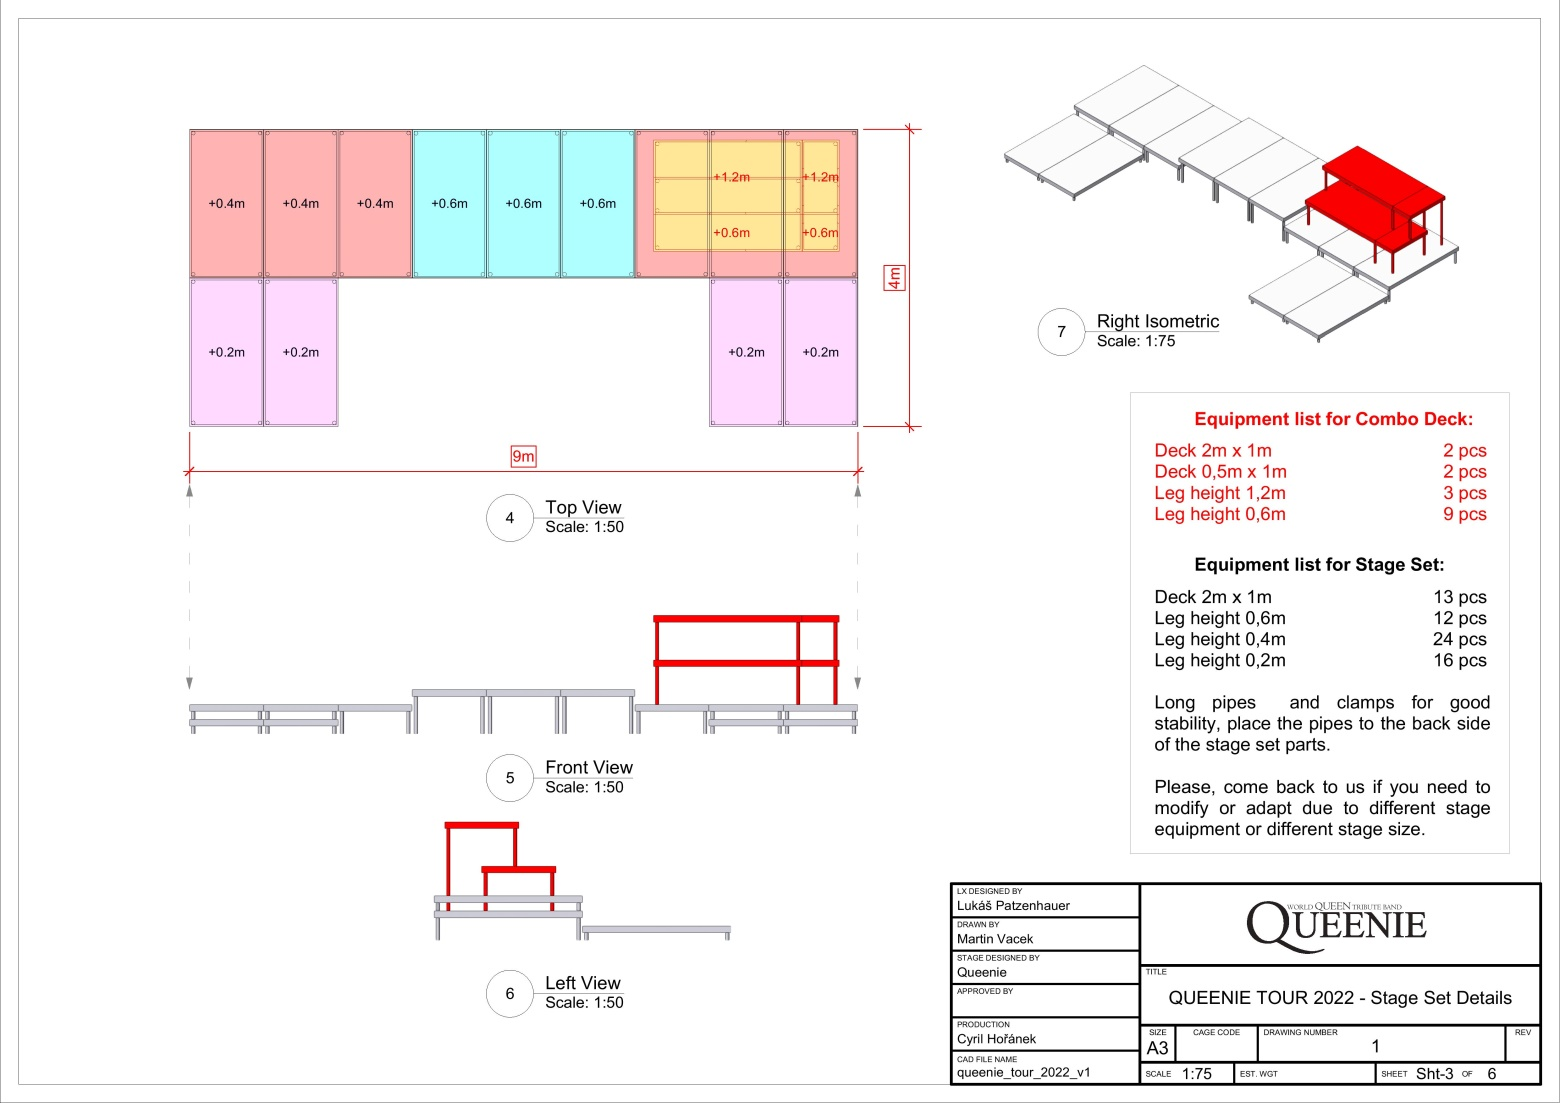 +0.4m
+0.4m
+0.4m
+0.6m
+0.6m
+0.6m
+1.2m
+1.2m
+0.6m
+0.6m
+0.2m
+0.2m
+0.2m
+0.2m
4m
9m
4
Top View
Scale: 1:50
5
Front View
Scale: 1:50
6
Left View
Scale: 1:50
7
Right Isometric
Scale: 1:75
Equipment list for Combo Deck:
Deck 2m x 1m 2 pcs
Deck 0,5m x 1m 2 pcs
Leg height 1,2m 3 pcs
Leg height 0,6m 9 pcs
Equipment list for Stage Set:
Deck 2m x 1m 13 pcs
Leg height 0,6m 12 pcs
Leg height 0,4m 24 pcs
Leg height 0,2m 16 pcs
Long pipes and clamps for good
stability, place the pipes to the back side
of the stage set parts.
Please, come back to us if you need to
modify or adapt due to different stage
equipment or different stage size.
LX DESIGNED BY
Lukáš Patzenhauer
DRAWN BY
Martin Vacek
STAGE DESIGNED BY
Queenie
APPROVED BY
PRODUCTION
Cyril Hořánek
CAD FILE NAME
queenie_tour_2022_v1
WORLD QUEEN TRIBUTE BAND
QUEENIE
TITLE
QUEENIE TOUR 2022 - Stage Set Details
SIZE
A3
CAGE CODE
DRAWING NUMBER
1
REV
SCALE 1:75
EST. WGT
SHEET Sht-3 OF 6